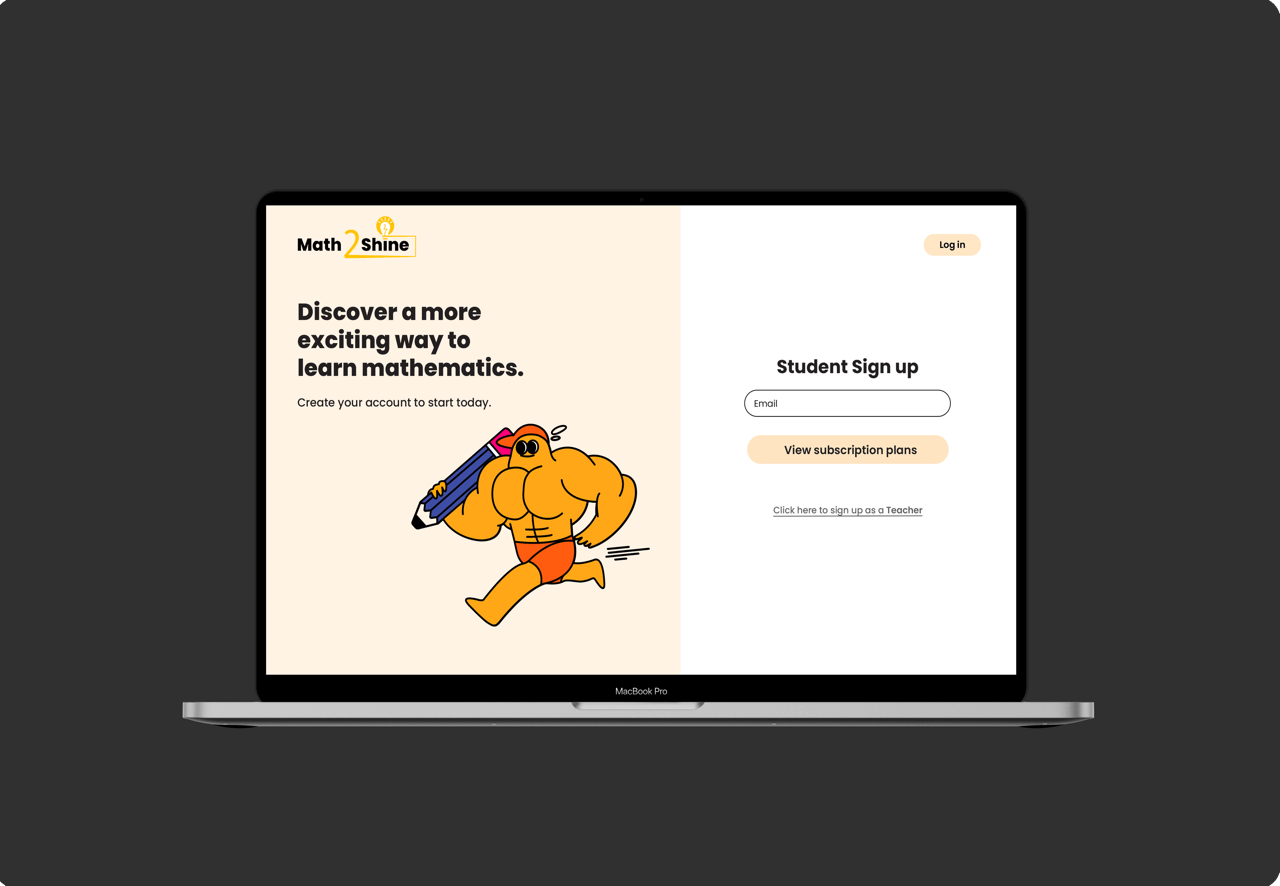 Math 2 Shine
Discover a more
exciting way to
learn mathematics.
Create your account to start today.
Log in
Student Sign up
Email
View subscription plans
Click here to sign up as a Teacher
MacBook Pro